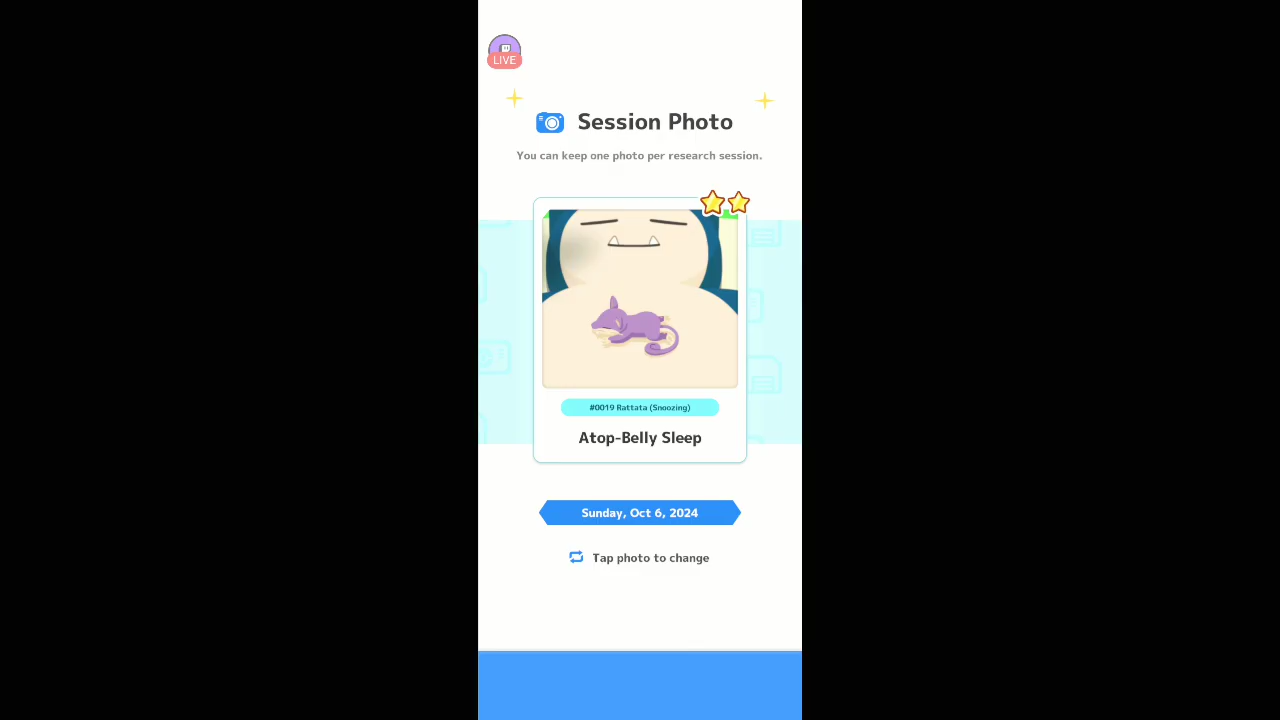 LIVE
Session Photo
You can keep one photo per research session.
#0019 Rattata (Snoozing)
Atop-Belly Sleep
Sunday, Oct 6, 2024
Tap photo to change